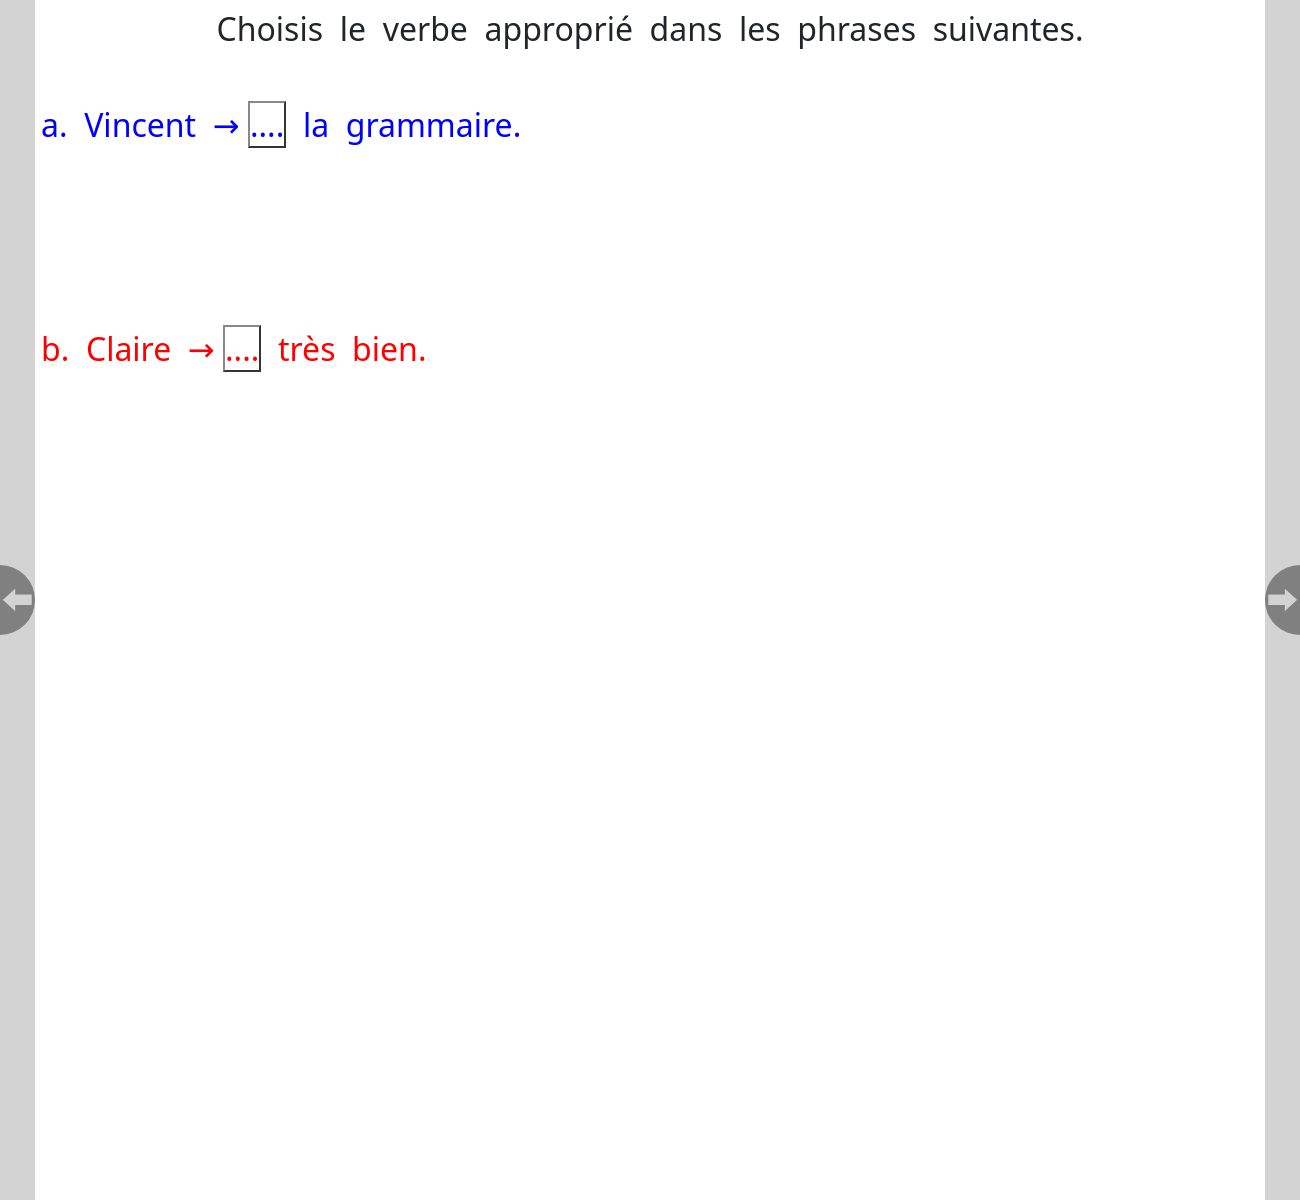 Choisis le verbe approprié dans les phrases suivantes.
a. Vincent → .... la grammaire.
b. Claire → .... très bien.